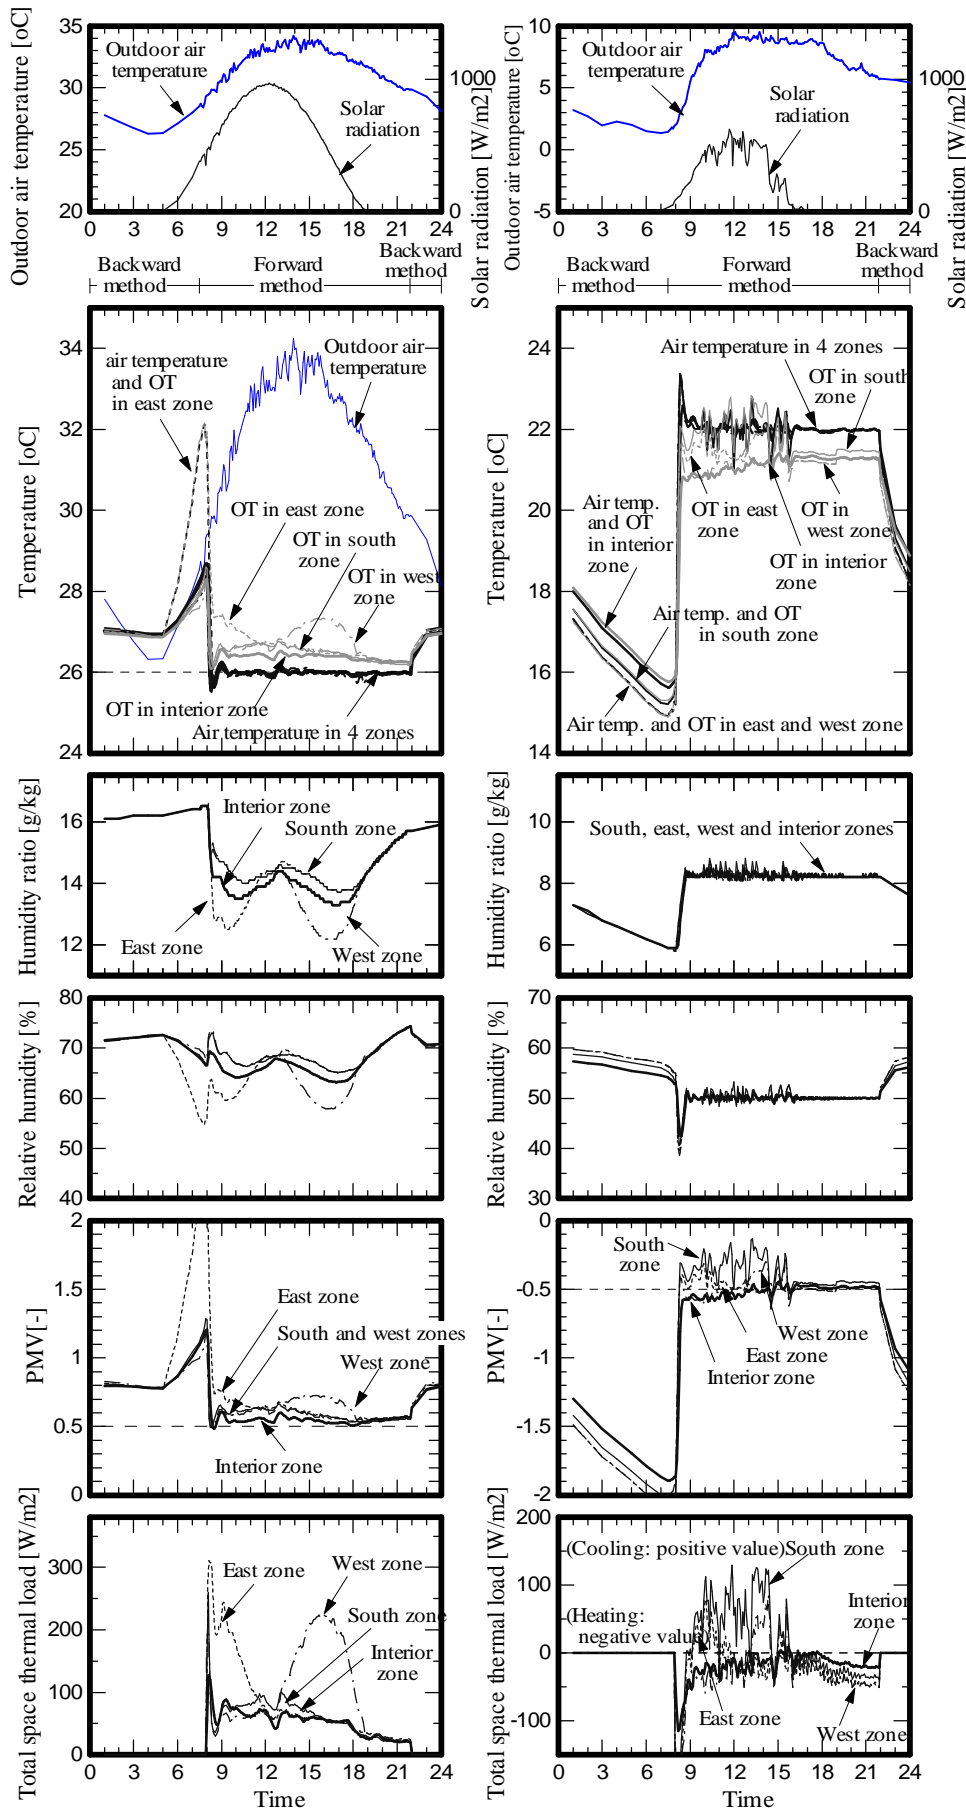 Outdoor air temperature [oC]
35
30
25
20
Outdoor air
temperature
Solar
radiation
1000
0
Solar radiation [W/m2]
0 3 6 9 12 15 18 21 24
Backward
method
Forward
method
Backward
method
Temperature [oC]
34
32
30
28
26
24
air temperature
and OT
in east zone
Outdoor air
temperature
OT in east zone
OT in south
zone
OT in west
zone
OT in interior zone
Air temperature in 4 zones
Humidity ratio [g/kg]
16
14
12
Interior zone
Sounth zone
East zone
West zone
Relative humidity [%]
80
70
60
50
40
PMV[-]
2
1.5
1
0.5
0
East zone
South and west zones
West zone
Interior zone
Total space thermal load [W/m2]
300
200
100
0
East zone
West zone
South zone
Interior
zone
0 3 6 9 12 15 18 21 24
Time
Outdoor air temperature [oC]
10
5
0
-5
Outdoor air
temperature
Solar
radiation
1000
0
Solar radiation [W/m2]
0 3 6 9 12 15 18 21 24
Backward
method
Forward
method
Backward
method
Temperature [oC]
24
22
20
18
16
14
Air temperature in 4 zones
OT in south
zone
Air temp.
and OT
in interior
zone
OT in east
zone
OT in
west zone
OT in interior
zone
Air temp. and OT
in south zone
Air temp. and OT in east and west zone
Humidity ratio [g/kg]
10
8
6
South, east, west and interior zones
Relative humidity [%]
70
60
50
40
30
PMV[-]
0
-0.5
-1
-1.5
-2
South
zone
West zone
East zone
Interior zone
Total space thermal load [W/m2]
200
100
0
-100
(Cooling: positive value)
South zone
(Heating:
negative value)
Interior
zone
East zone
West zone
0 3 6 9 12 15 18 21 24
Time